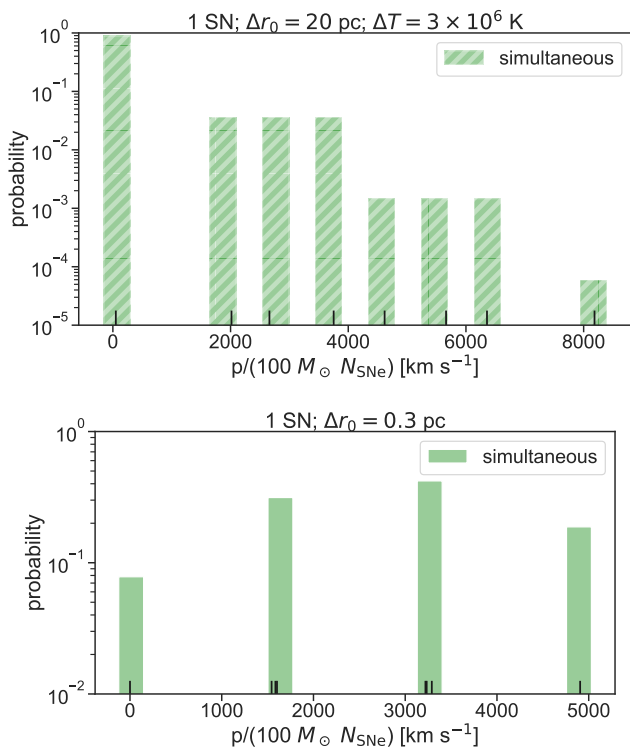 1 SN; Δr₀ = 20 pc; ΔT = 3 × 10⁶ K
simultaneous
10⁰
10⁻¹
10⁻²
10⁻³
10⁻⁴
10⁻⁵
probability
0 2000 4000 6000 8000
p/(100 M⊙ N_SNe) [km s⁻¹]
1 SN; Δr₀ = 0.3 pc
simultaneous
10⁰
10⁻¹
10⁻²
probability
0 1000 2000 3000 4000 5000
p/(100 M⊙ N_SNe) [km s⁻¹]